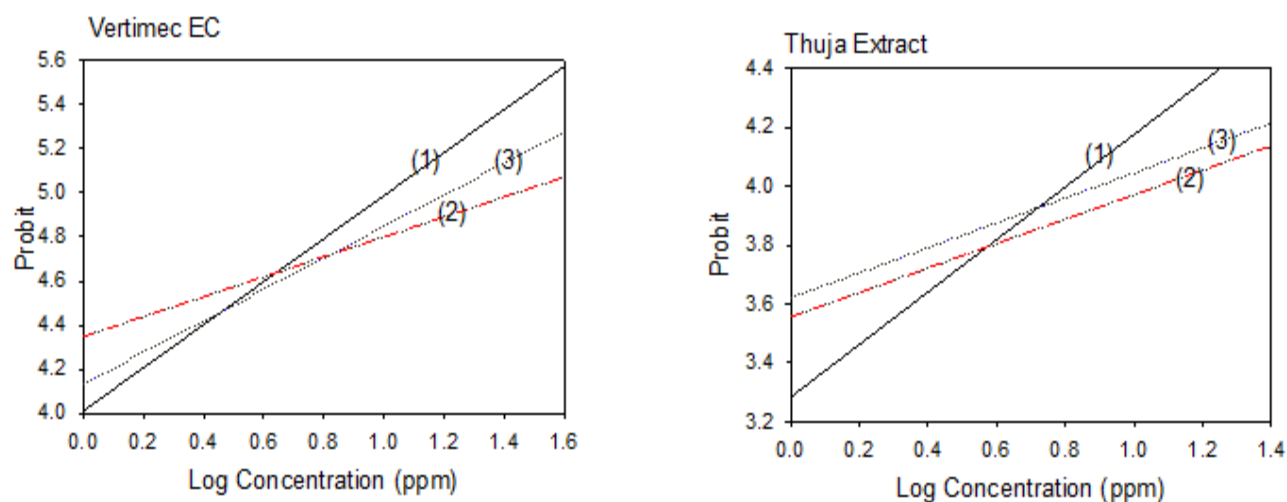 Vertimec EC
5.6
5.4
5.2
5.0
4.8
4.6
4.4
4.2
4.0
Probit
(1)
(3)
(2)
0.0 0.2 0.4 0.6 0.8 1.0 1.2 1.4 1.6
Log Concentration (ppm)
Thuja Extract
4.4
4.2
4.0
3.8
3.6
3.4
3.2
Probit
(1)
(3)
(2)
0.0 0.2 0.4 0.6 0.8 1.0 1.2 1.4
Log Concentration (ppm)